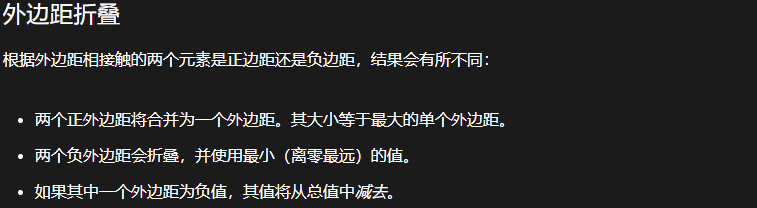 外边距折叠
根据外边距相接触的两个元素是正边距还是负边距，结果会有所不同：
两个正外边距将合并为一个外边距。其大小等于最大的单个外边距。
两个负外边距会折叠，并使用最小（离零最远）的值。
如果其中一个外边距为负值，其值将从总值中减去。